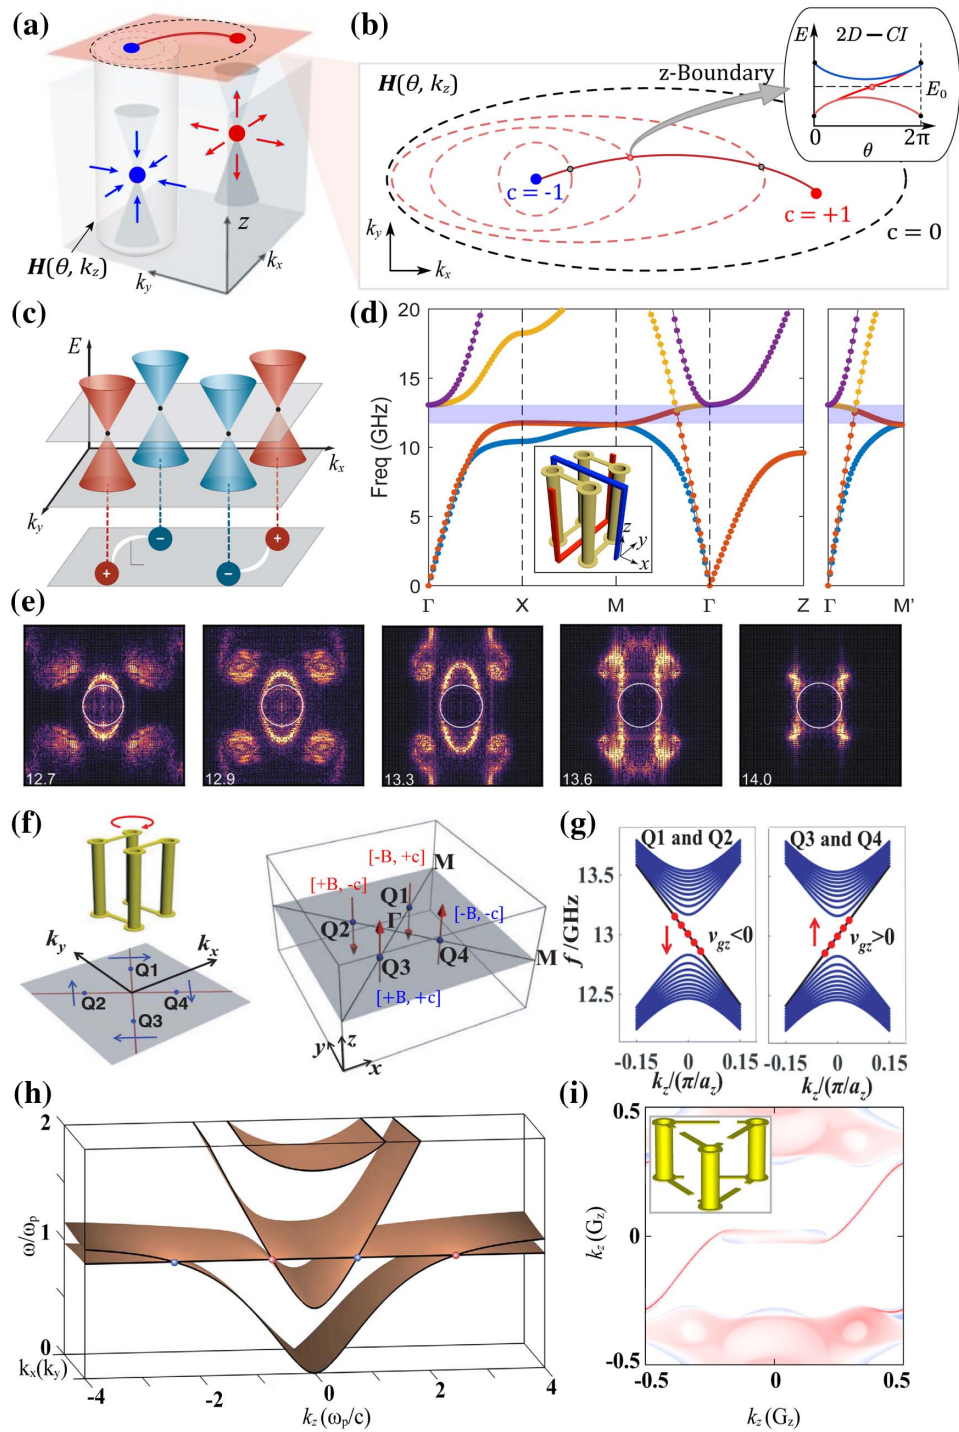 (a)
H(θ, kz)
z
kx
ky
(b)
H(θ, kz)
z-Boundary
E
2D−CI
E0
0
θ
2π
c = -1
c = +1
c = 0
ky
kx
(c)
E
kx
ky
+
−
−
+
(d)
Freq (GHz)
20
15
10
5
0
Γ
X
M
Γ
Z
Γ
M'
z
y
x
(e)
12.7
12.9
13.3
13.6
14.0
(f)
ky
kx
Q1
Q2
Q4
Q3
[-B, +c]
[+B, -c]
M
Q1
Γ
[-B, -c]
Q2
Q3
Q4
M
[+B, +c]
y
z
x
(g)
Q1 and Q2
Q3 and Q4
f /GHz
13.5
13
12.5
vgz<0
vgz>0
-0.15 0 0.15
-0.15 0 0.15
kz/(π/az)
kz/(π/az)
(h)
2
ω/ωp
1
0
kx(ky)
-4
-2
0
2
4
kz (ωp/c)
(i)
0.5
kz (Gz)
0
-0.5
-0.5
0
0.5
kz (Gz)